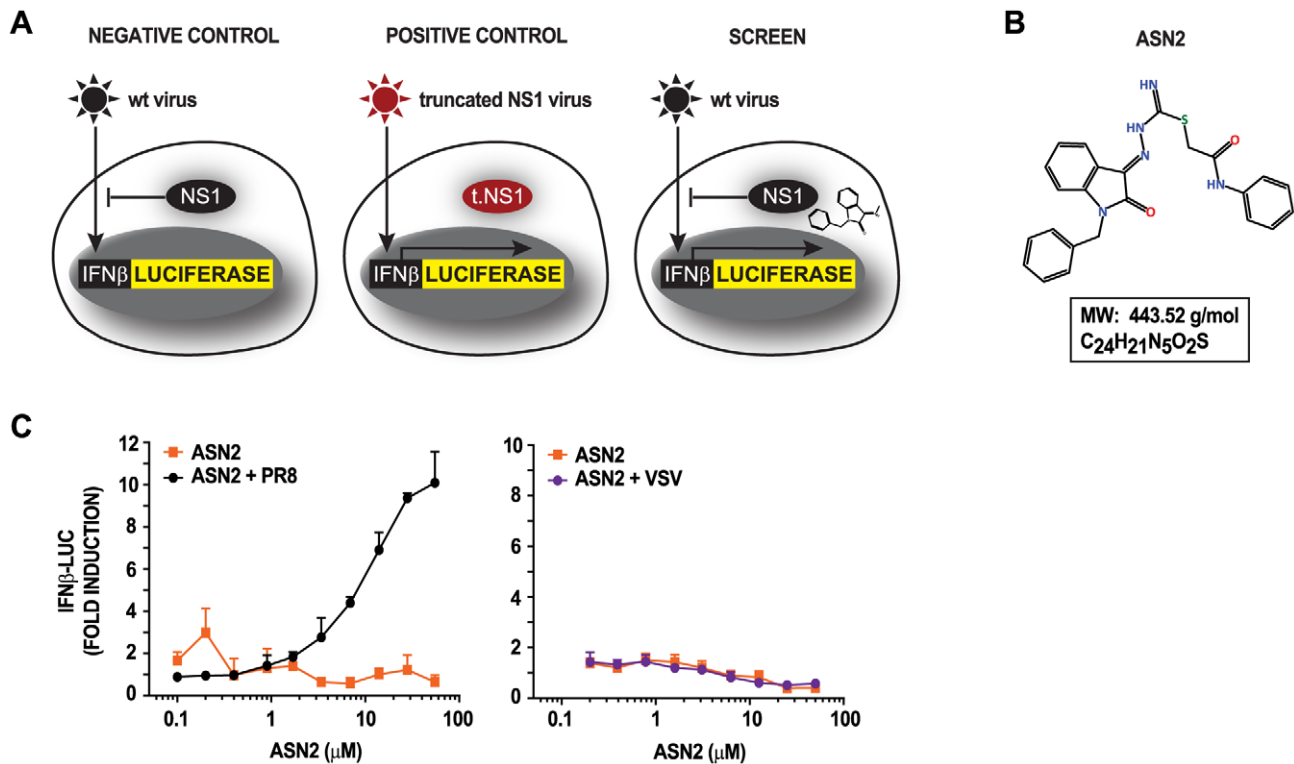 A
NEGATIVE CONTROL
POSITIVE CONTROL
SCREEN
wt virus
truncated NS1 virus
wt virus
NS1
t.NS1
NS1
IFNβ LUCIFERASE
IFNβ LUCIFERASE
IFNβ LUCIFERASE
B
ASN2
HN
HN
S
N
O
HN
N
O
MW: 443.52 g/mol
C24H21N5O2S
C
IFNβ-LUC
(FOLD INDUCTION)
12
10
8
6
4
2
0
ASN2
ASN2 + PR8
0.1 1 10 100
ASN2 (μM)
10
8
6
4
2
0
ASN2
ASN2 + VSV
0.1 1 10 100
ASN2 (μM)